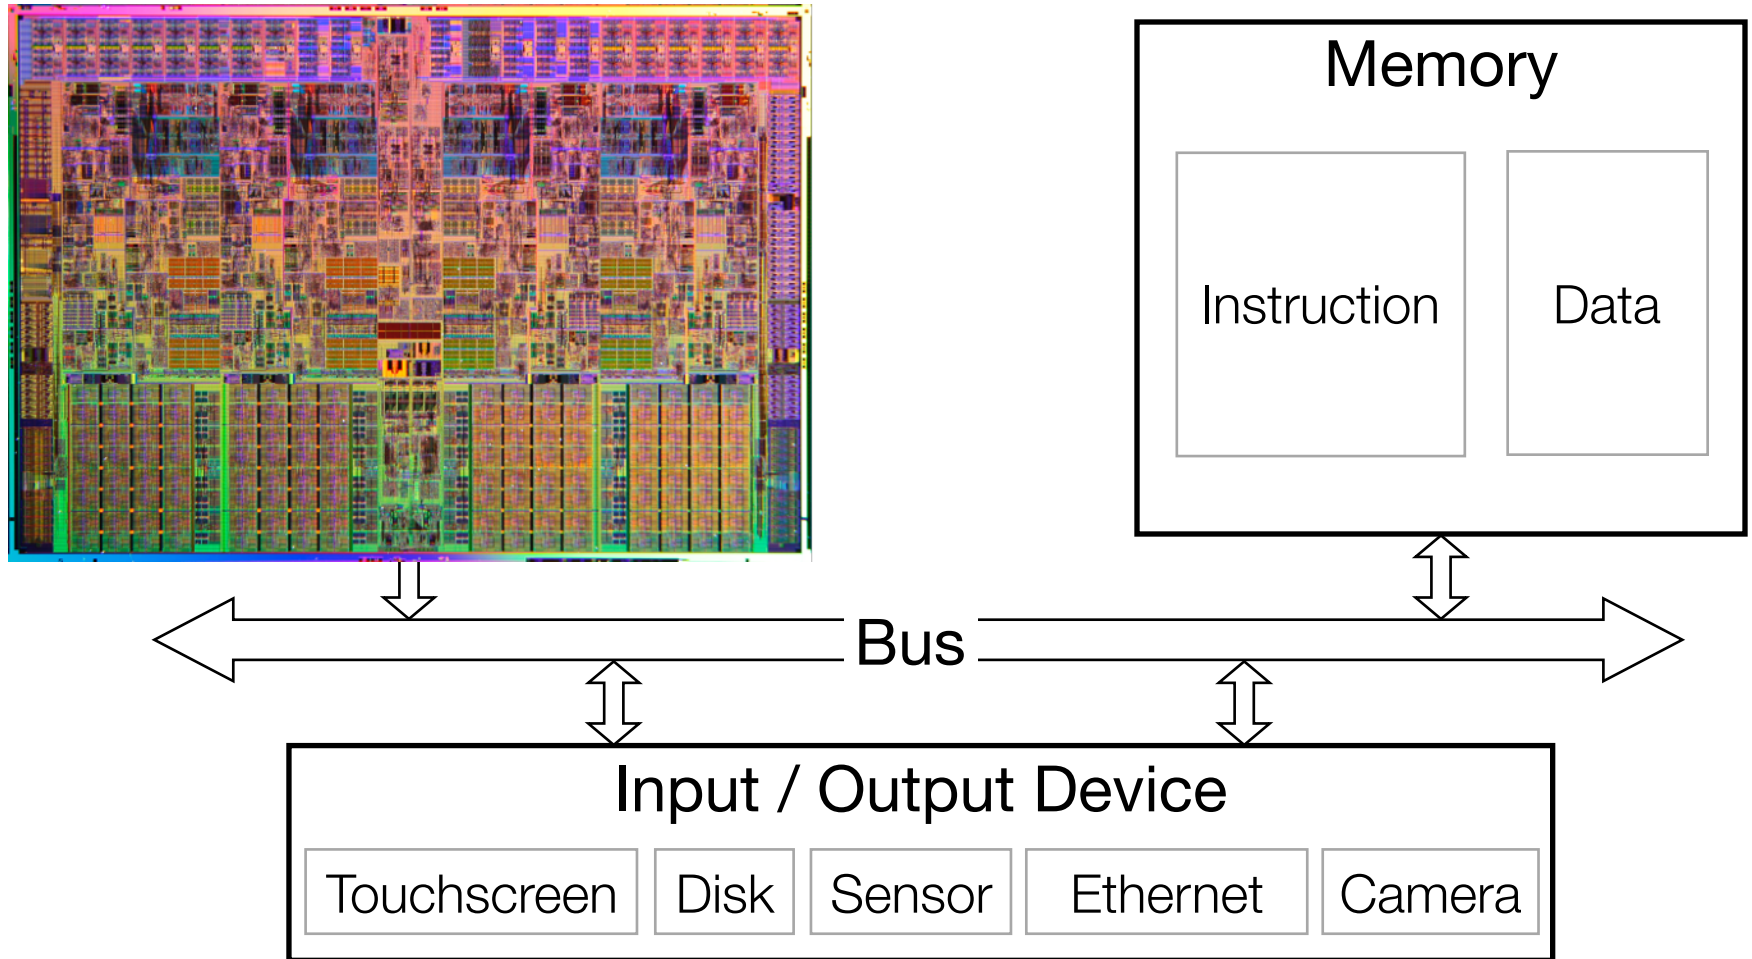 Memory
Instruction
Data
Bus
Input / Output Device
Touchscreen
Disk
Sensor
Ethernet
Camera